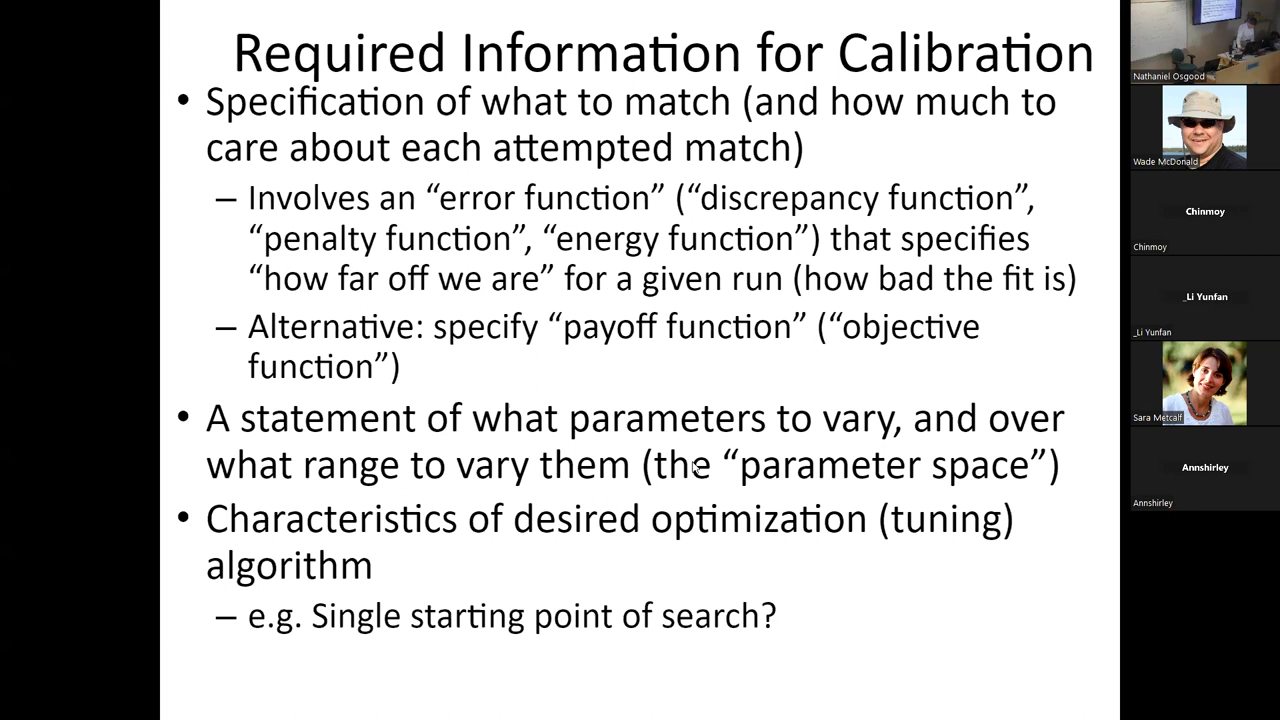 Required Information for Calibration
• Specification of what to match (and how much to
care about each attempted match)
– Involves an “error function” (“discrepancy function”,
“penalty function”, “energy function”) that specifies
“how far off we are” for a given run (how bad the fit is)
– Alternative: specify “payoff function” (“objective
function”)
• A statement of what parameters to vary, and over
what range to vary them (the “parameter space”)
• Characteristics of desired optimization (tuning)
algorithm
– e.g. Single starting point of search?
Nathaniel Osgood
Wade McDonald
Chinmoy
Chinmoy
_Li Yunfan
_Li Yunfan
Sara Metcalf
Annshirley
Annshirley